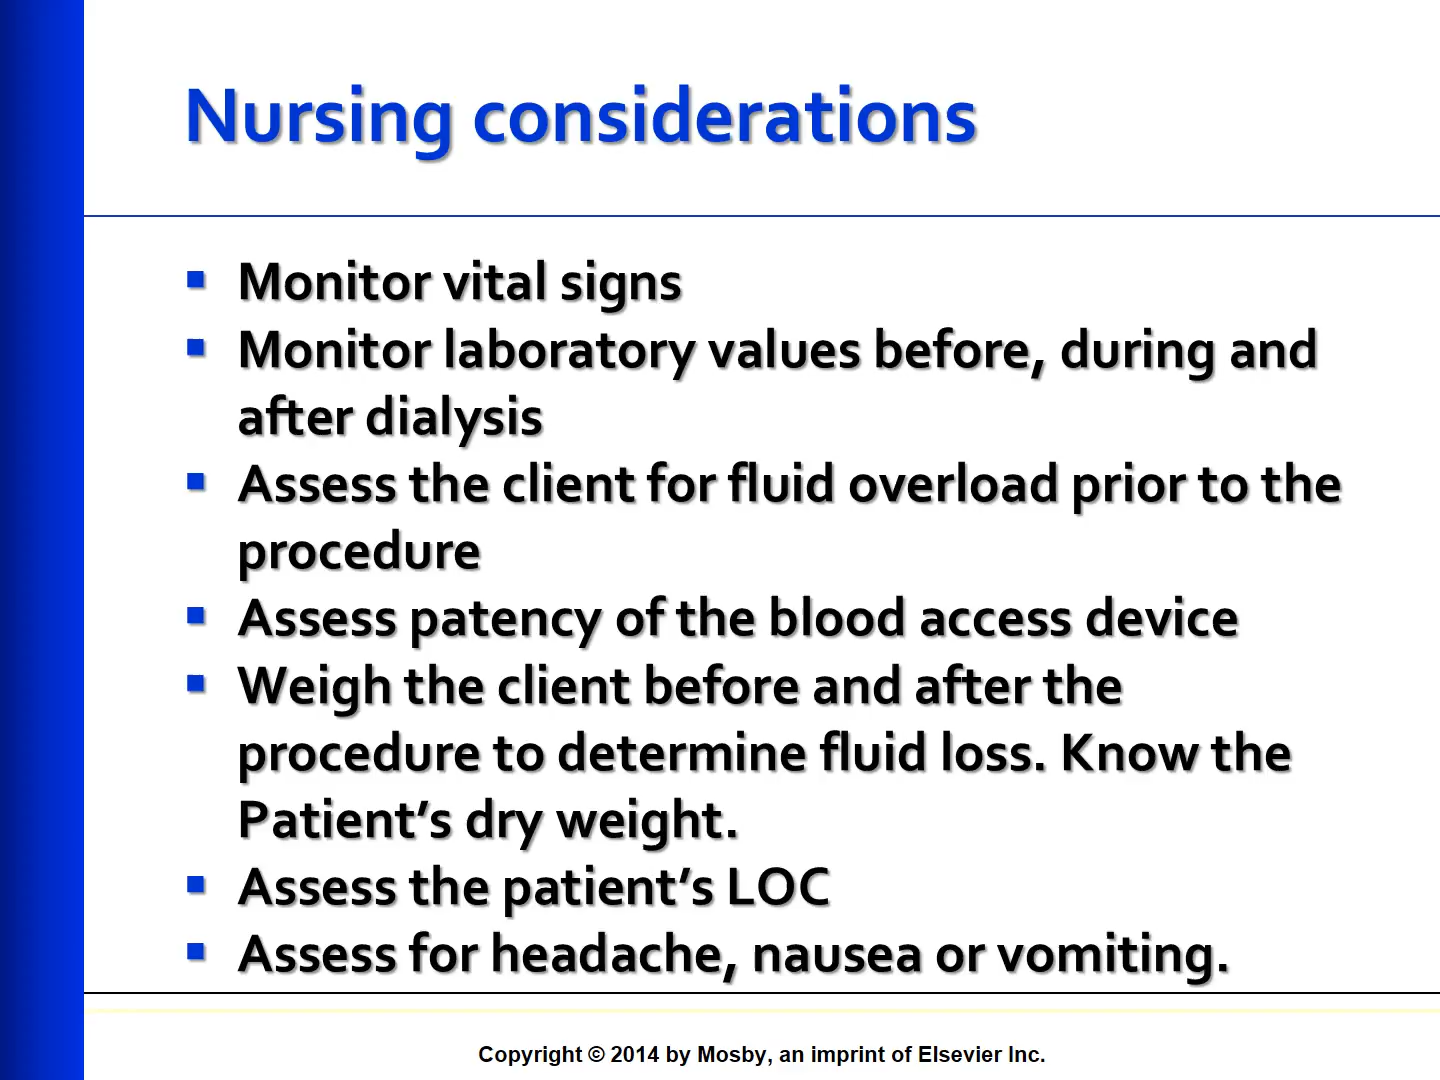 Nursing considerations
▪ Monitor vital signs
▪ Monitor laboratory values before, during and
after dialysis
▪ Assess the client for fluid overload prior to the
procedure
▪ Assess patency of the blood access device
▪ Weigh the client before and after the
procedure to determine fluid loss. Know the
Patient’s dry weight.
▪ Assess the patient’s LOC
▪ Assess for headache, nausea or vomiting.
Copyright © 2014 by Mosby, an imprint of Elsevier Inc.